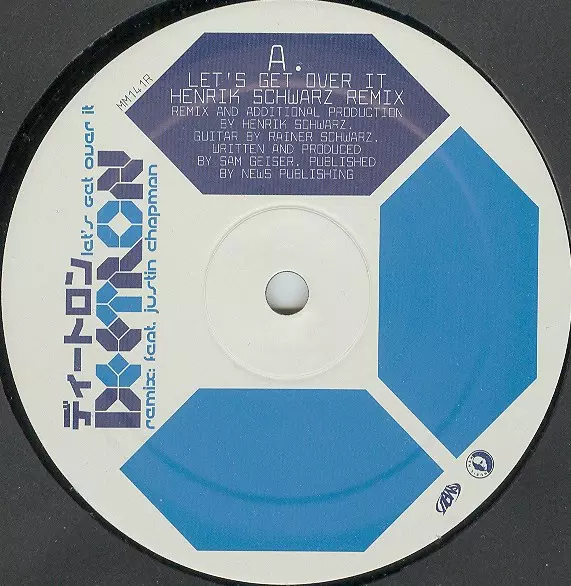 A.
LET'S GET OVER IT
HENRIK SCHWARZ REMIX
REMIX AND ADDITIONAL PRODUCTION
BY HENRIK SCHWARZ.
GUITAR BY RAINER SCHWARZ.
WRITTEN AND PRODUCED
BY SAM GEISER. PUBLISHED
BY NEWS PUBLISHING
MM141R
ディートロン let's get over it
DEETRON
remix: feat. justin chapman
NEWS